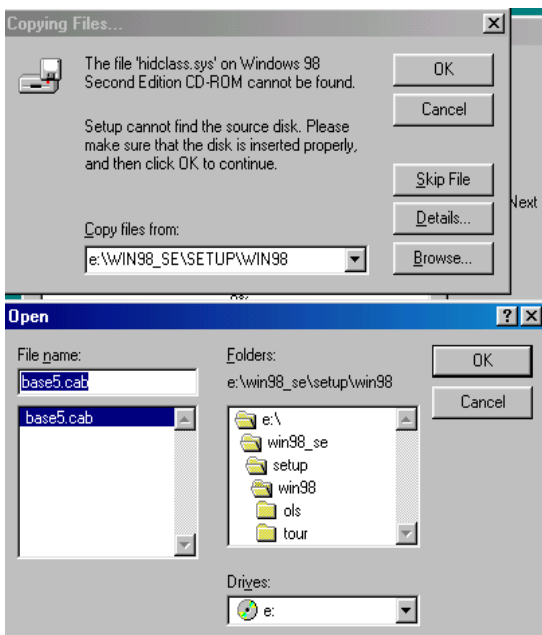 Copying Files...
The file 'hidclass.sys' on Windows 98
Second Edition CD-ROM cannot be found.
OK
Cancel
Setup cannot find the source disk. Please
make sure that the disk is inserted properly,
and then click OK to continue.
Skip File
Next
Details...
Copy files from:
e:\WIN98_SE\SETUP\WIN98
Browse...
0%
Open
File name:
Folders:
OK
base5.cab
e:\win98_se\setup\win98
Cancel
base5.cab
e:\
win98_se
setup
win98
ols
tour
Drives:
e: